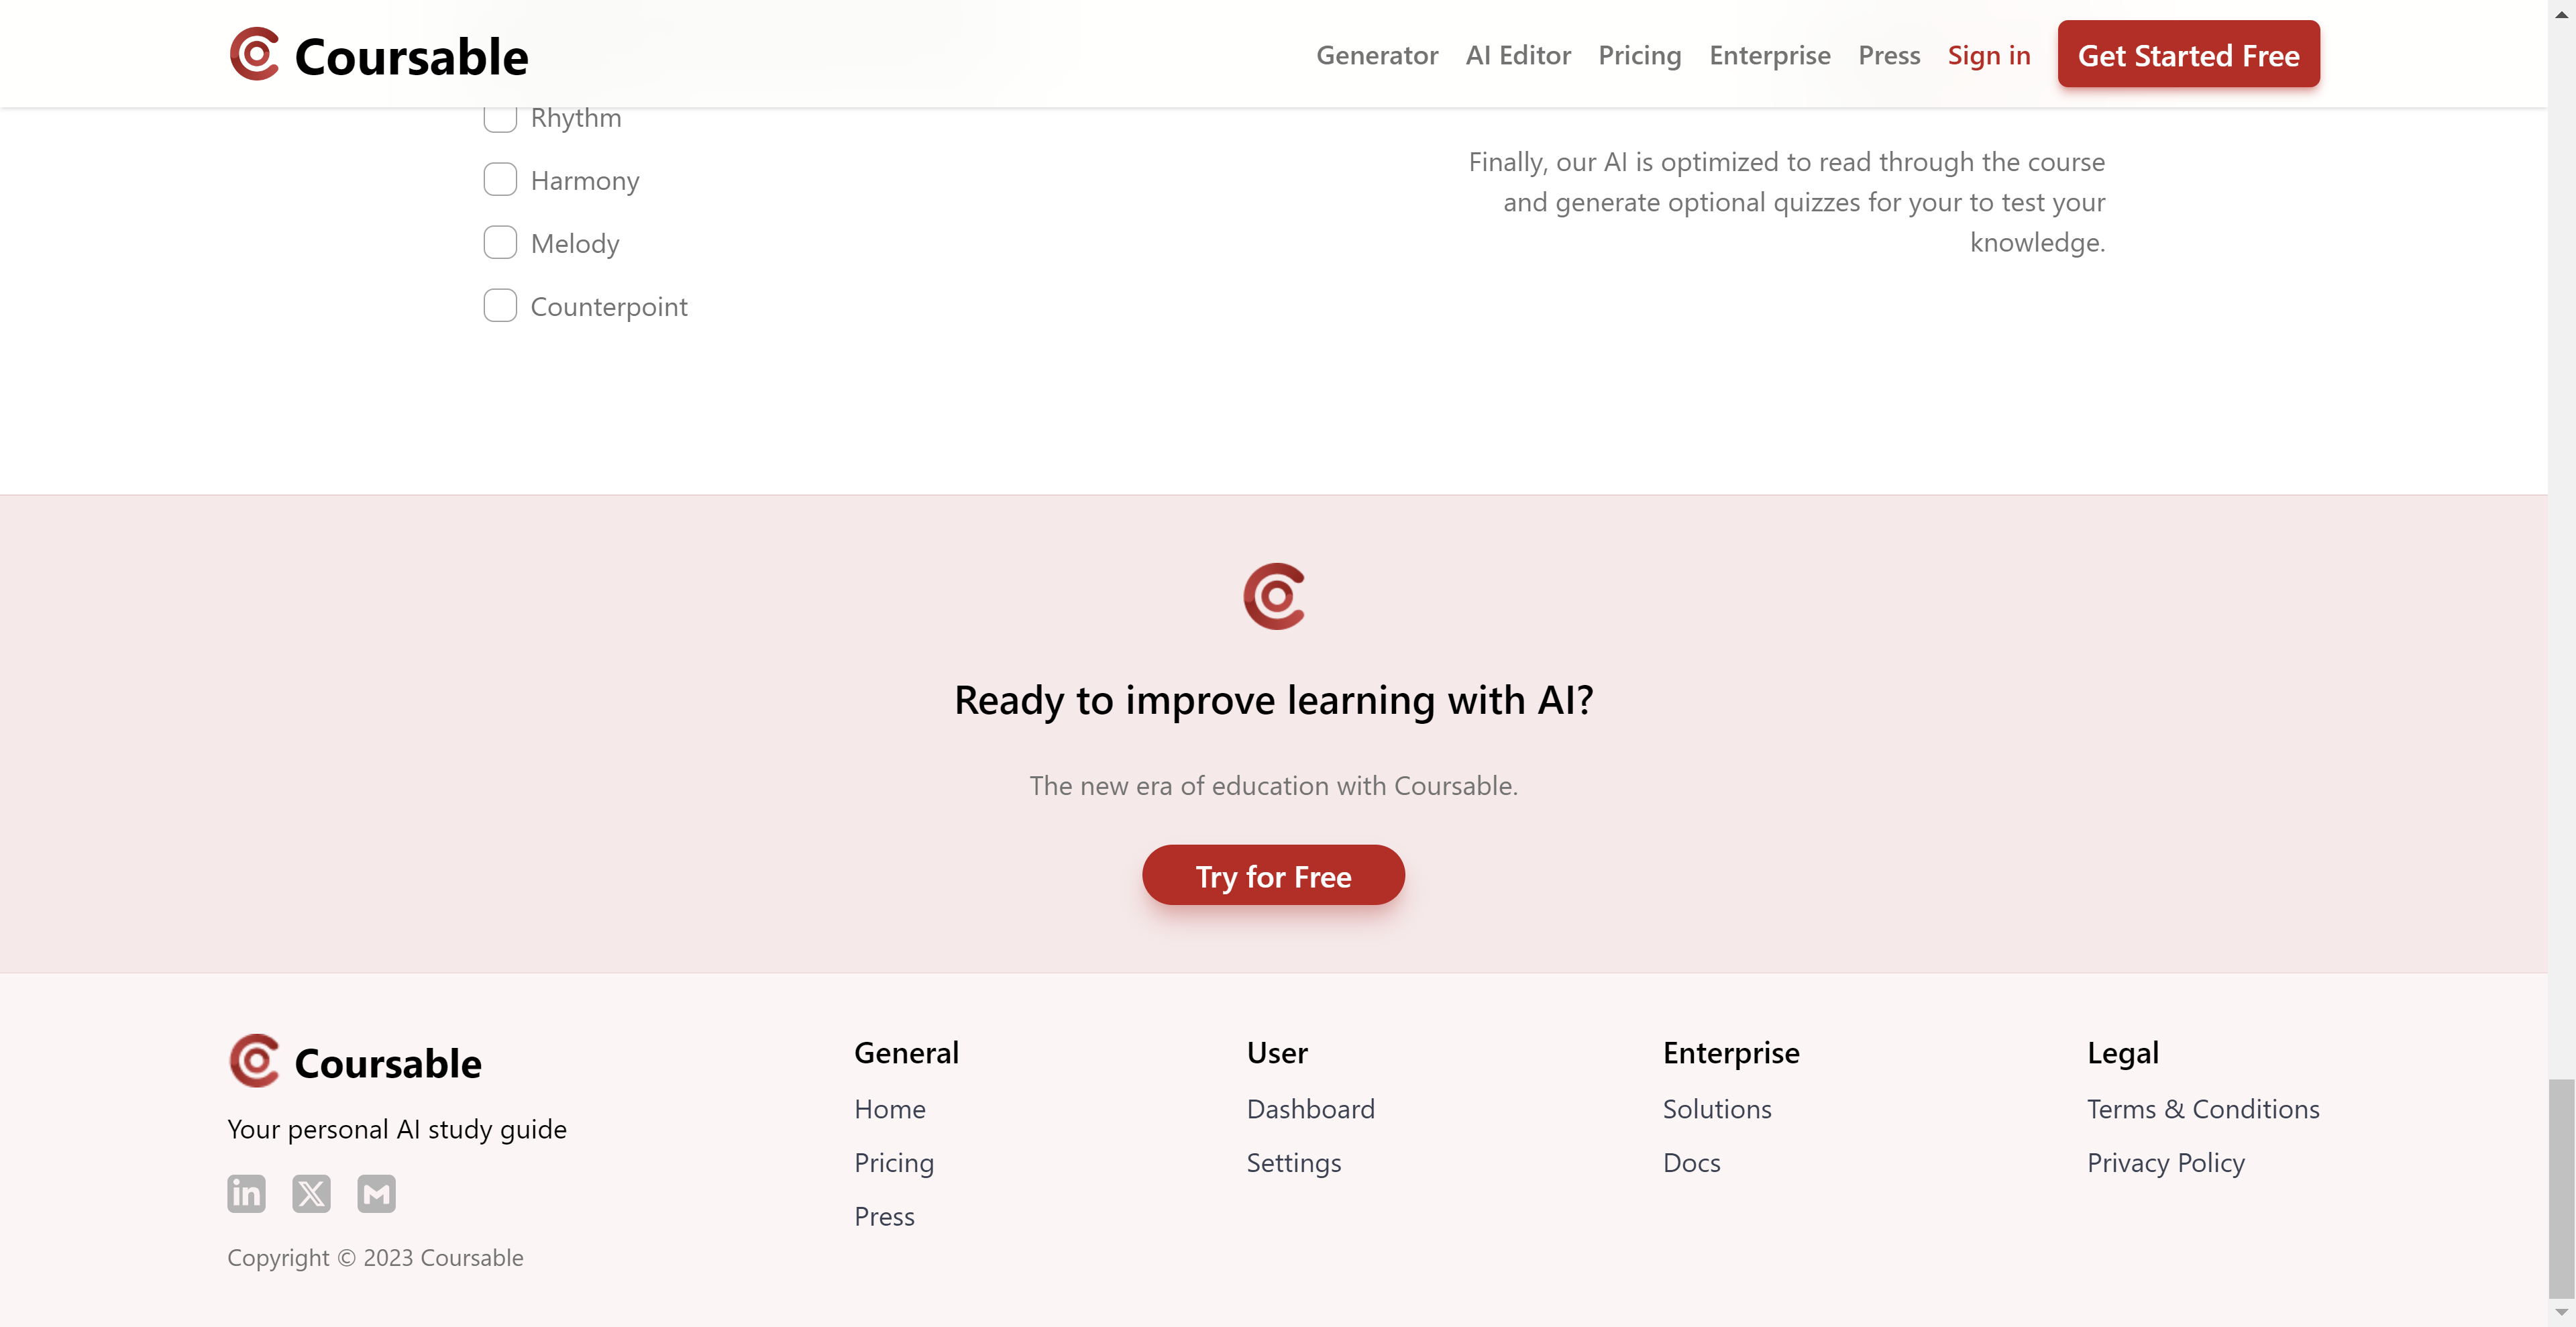 Coursable
Generator
AI Editor
Pricing
Enterprise
Press
Sign in
Get Started Free
Rhythm
Harmony
Melody
Counterpoint
Finally, our AI is optimized to read through the course
and generate optional quizzes for your to test your
knowledge.
Ready to improve learning with AI?
The new era of education with Coursable.
Try for Free
Coursable
Your personal AI study guide
Copyright © 2023 Coursable
General
Home
Pricing
Press
User
Dashboard
Settings
Enterprise
Solutions
Docs
Legal
Terms & Conditions
Privacy Policy